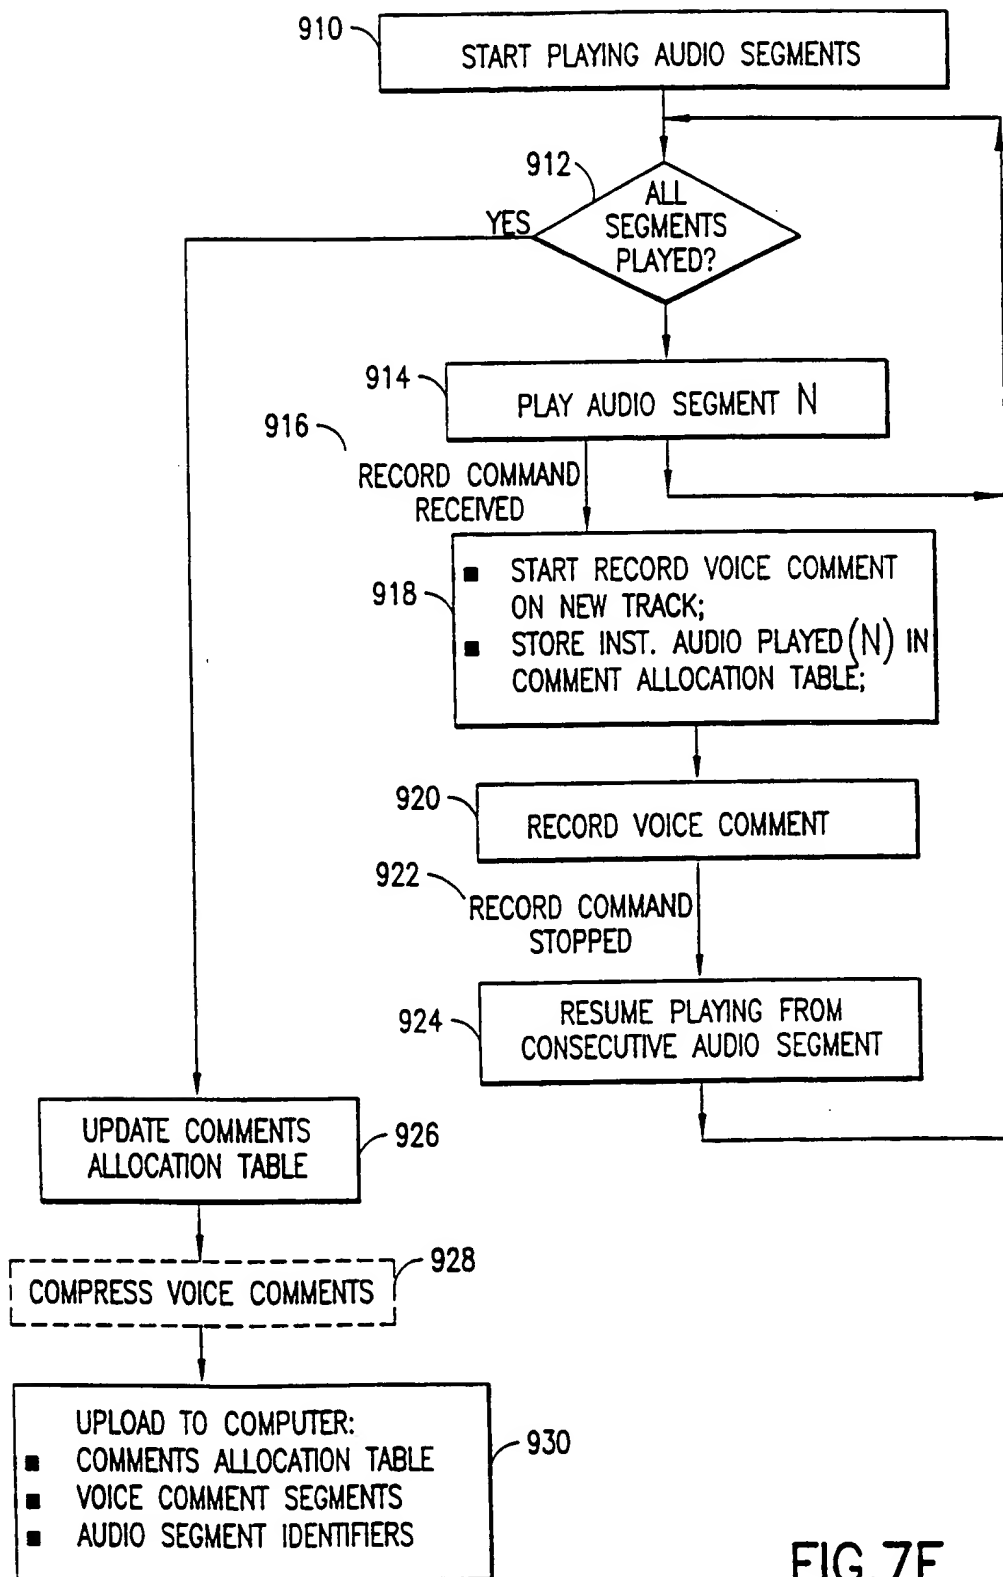 910
START PLAYING AUDIO SEGMENTS
912
ALL
SEGMENTS
PLAYED?
YES
914
PLAY AUDIO SEGMENT N
916
RECORD COMMAND
RECEIVED
918
■ START RECORD VOICE COMMENT
ON NEW TRACK;
■ STORE INST. AUDIO PLAYED(N) IN
COMMENT ALLOCATION TABLE;
920
RECORD VOICE COMMENT
922
RECORD COMMAND
STOPPED
924
RESUME PLAYING FROM
CONSECUTIVE AUDIO SEGMENT
UPDATE COMMENTS
ALLOCATION TABLE
926
COMPRESS VOICE COMMENTS
928
UPLOAD TO COMPUTER:
■ COMMENTS ALLOCATION TABLE
■ VOICE COMMENT SEGMENTS
■ AUDIO SEGMENT IDENTIFIERS
930